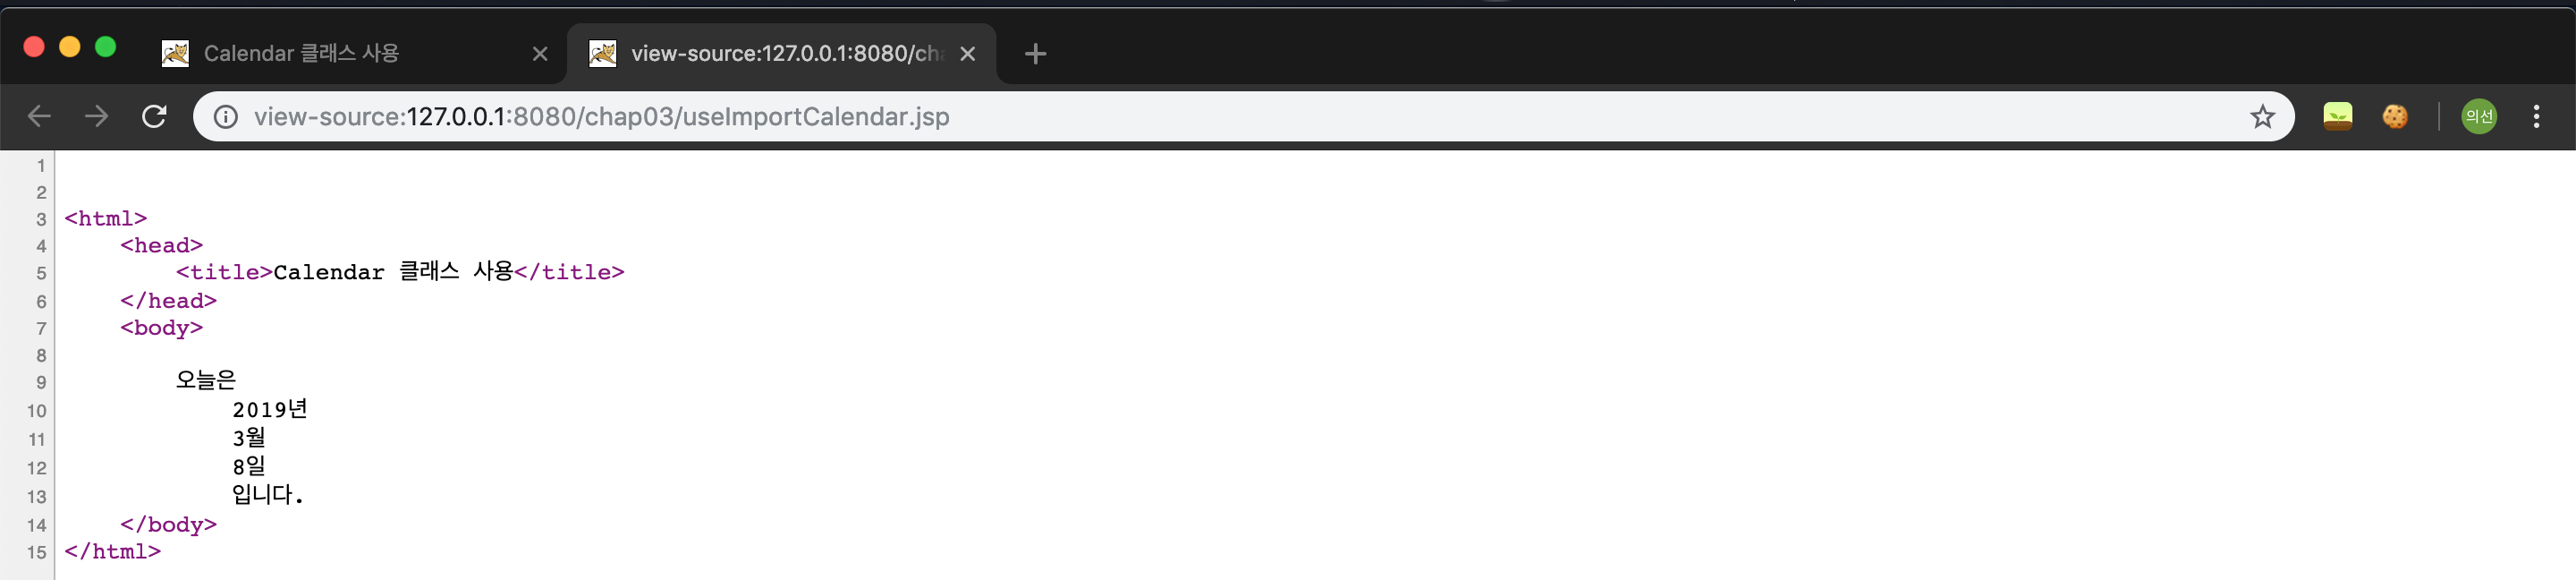 Calendar 클래스 사용
view-source:127.0.0.1:8080/cha
view-source:127.0.0.1:8080/chap03/useImportCalendar.jsp
의선
1
2
3 <html>
4 <head>
5 <title>Calendar 클래스 사용</title>
6 </head>
7 <body>
8
9 오늘은
10 2019년
11 3월
12 8일
13 입니다.
14 </body>
15 </html>